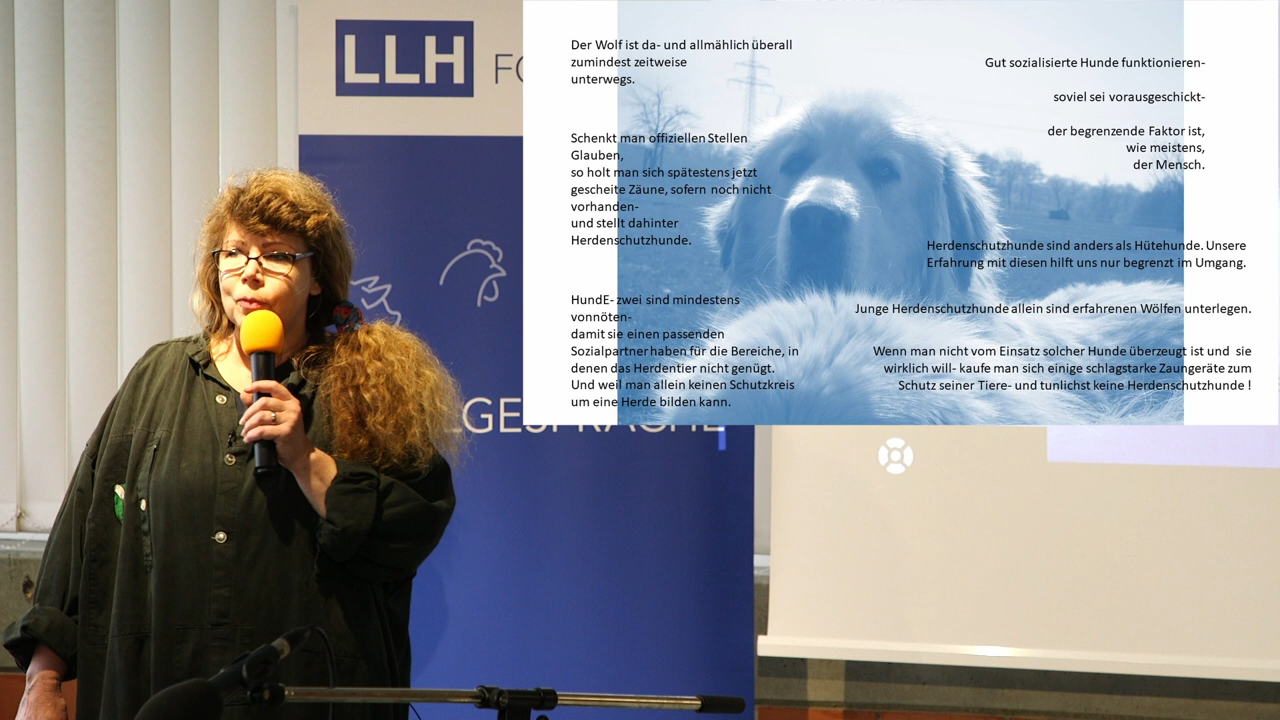 LLH
Der Wolf ist da- und allmählich überall
zumindest zeitweise
unterwegs.
Schenkt man offiziellen Stellen
Glauben,
so holt man sich spätestens jetzt
gescheite Zäune, sofern noch nicht
vorhanden-
und stellt dahinter
Herdenschutzhunde.
HundE- zwei sind mindestens
vonnöten-
damit sie einen passenden
Sozialpartner haben für die Bereiche, in
denen das Herdentier nicht genügt.
Und weil man allein keinen Schutzkreis
um eine Herde bilden kann.
Gut sozialisierte Hunde funktionieren-
soviel sei vorausgeschickt-
der begrenzende Faktor ist,
wie meistens,
der Mensch.
Herdenschutzhunde sind anders als Hütehunde. Unsere
Erfahrung mit diesen hilft uns nur begrenzt im Umgang.
Junge Herdenschutzhunde allein sind erfahrenen Wölfen unterlegen.
Wenn man nicht vom Einsatz solcher Hunde überzeugt ist und sie
wirklich will- kaufe man sich einige schlagstarke Zaungeräte zum
Schutz seiner Tiere- und tunlichst keine Herdenschutzhunde !